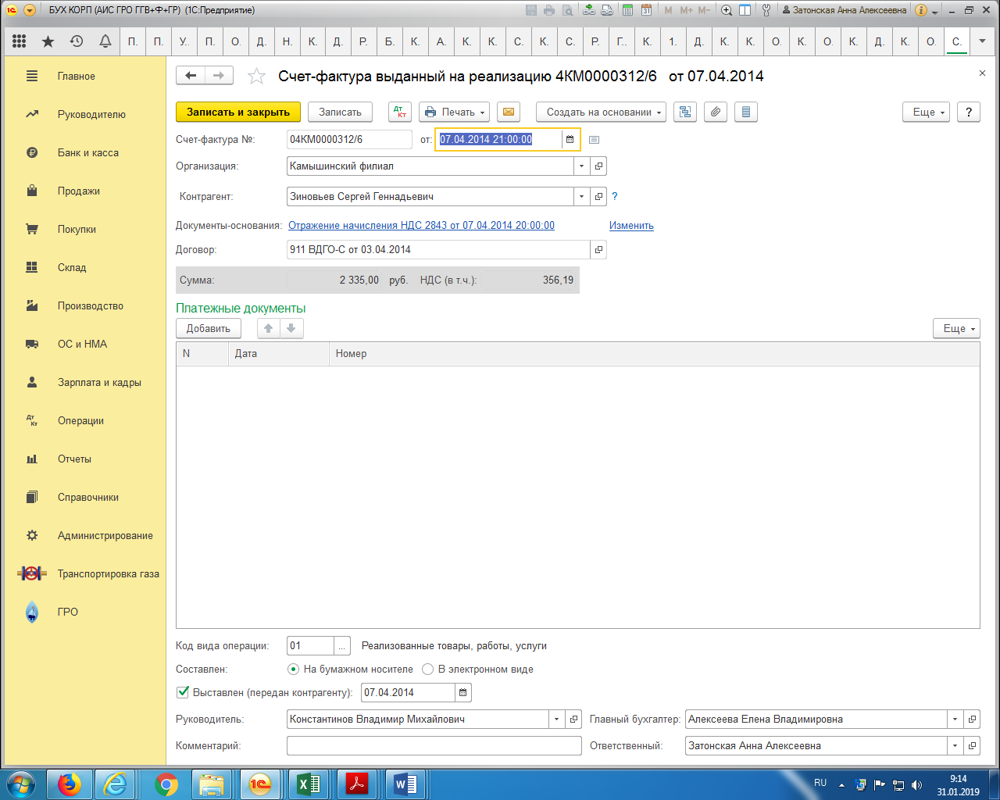 БУХ КОРП (АИС ГРО ГГВ+Ф+ГР) (1С:Предприятие)
M M+ M- Затонская Анна Алексеевна
П. П. У.. П. О. Д. Н. К. Д. Р. Б. К. А. К. К. С. К. С. Р. Г.. К. 1. Д. К. К. О. К. О. К. Д. К. О. С.
Главное
Руководителю
Банк и касса
Продажи
Покупки
Склад
Производство
ОС и НМА
Зарплата и кадры
Операции
Отчеты
Справочники
Администрирование
Транспортировка газа
ГРО
Счет-фактура выданный на реализацию 4КМ0000312/6 от 07.04.2014
Записать и закрыть Записать Дт Кт Печать Создать на основании Еще ?
Счет-фактура №: 04КМ0000312/6 от: 07.04.2014 21:00:00
Организация: Камышинский филиал
Контрагент: Зиновьев Сергей Геннадьевич ?
Документы-основания: Отражение начисления НДС 2843 от 07.04.2014 20:00:00 Изменить
Договор: 911 ВДГО-С от 03.04.2014
Сумма: 2 335,00 руб. НДС (в т.ч.): 356,19
Платежные документы
Добавить Еще
N Дата Номер
Код вида операции: 01 ... Реализованные товары, работы, услуги
Составлен: На бумажном носителе В электронном виде
Выставлен (передан контрагенту): 07.04.2014
Руководитель: Константинов Владимир Михайлович Главный бухгалтер: Алексеева Елена Владимировна
Комментарий: Ответственный: Затонская Анна Алексеевна
RU 9:14
31.01.2019